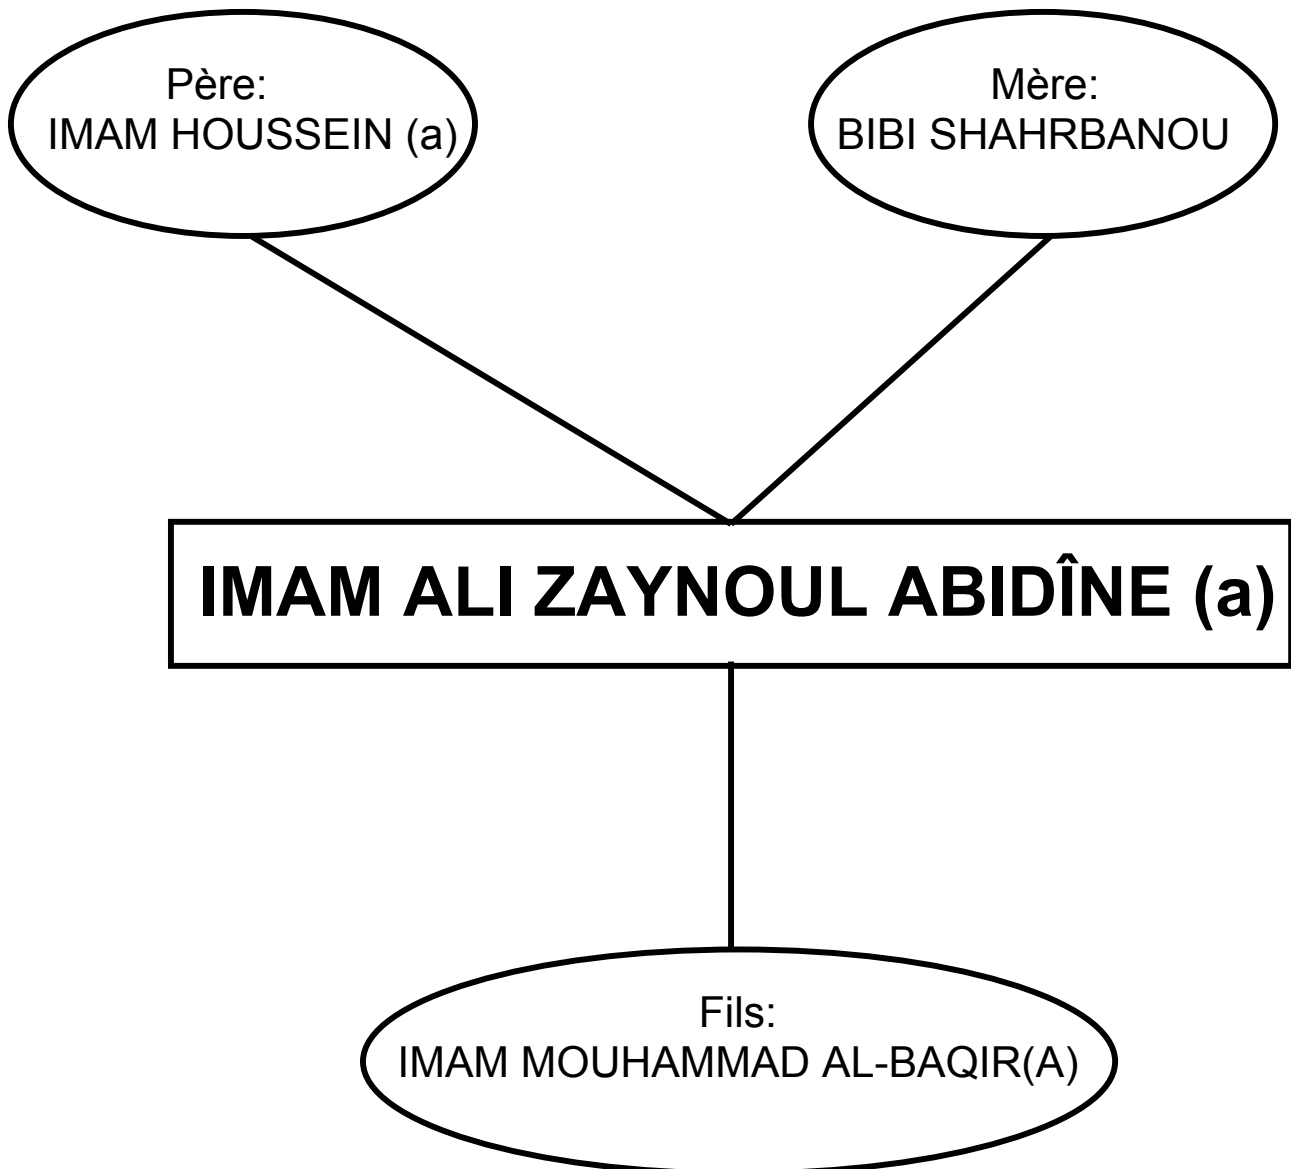 Père:
IMAM HOUSSEIN (a)
Mère:
BIBI SHAHRBANOU
IMAM ALI ZAYNOUL ABIDÎNE (a)
Fils:
IMAM MOUHAMMAD AL-BAQIR(A)